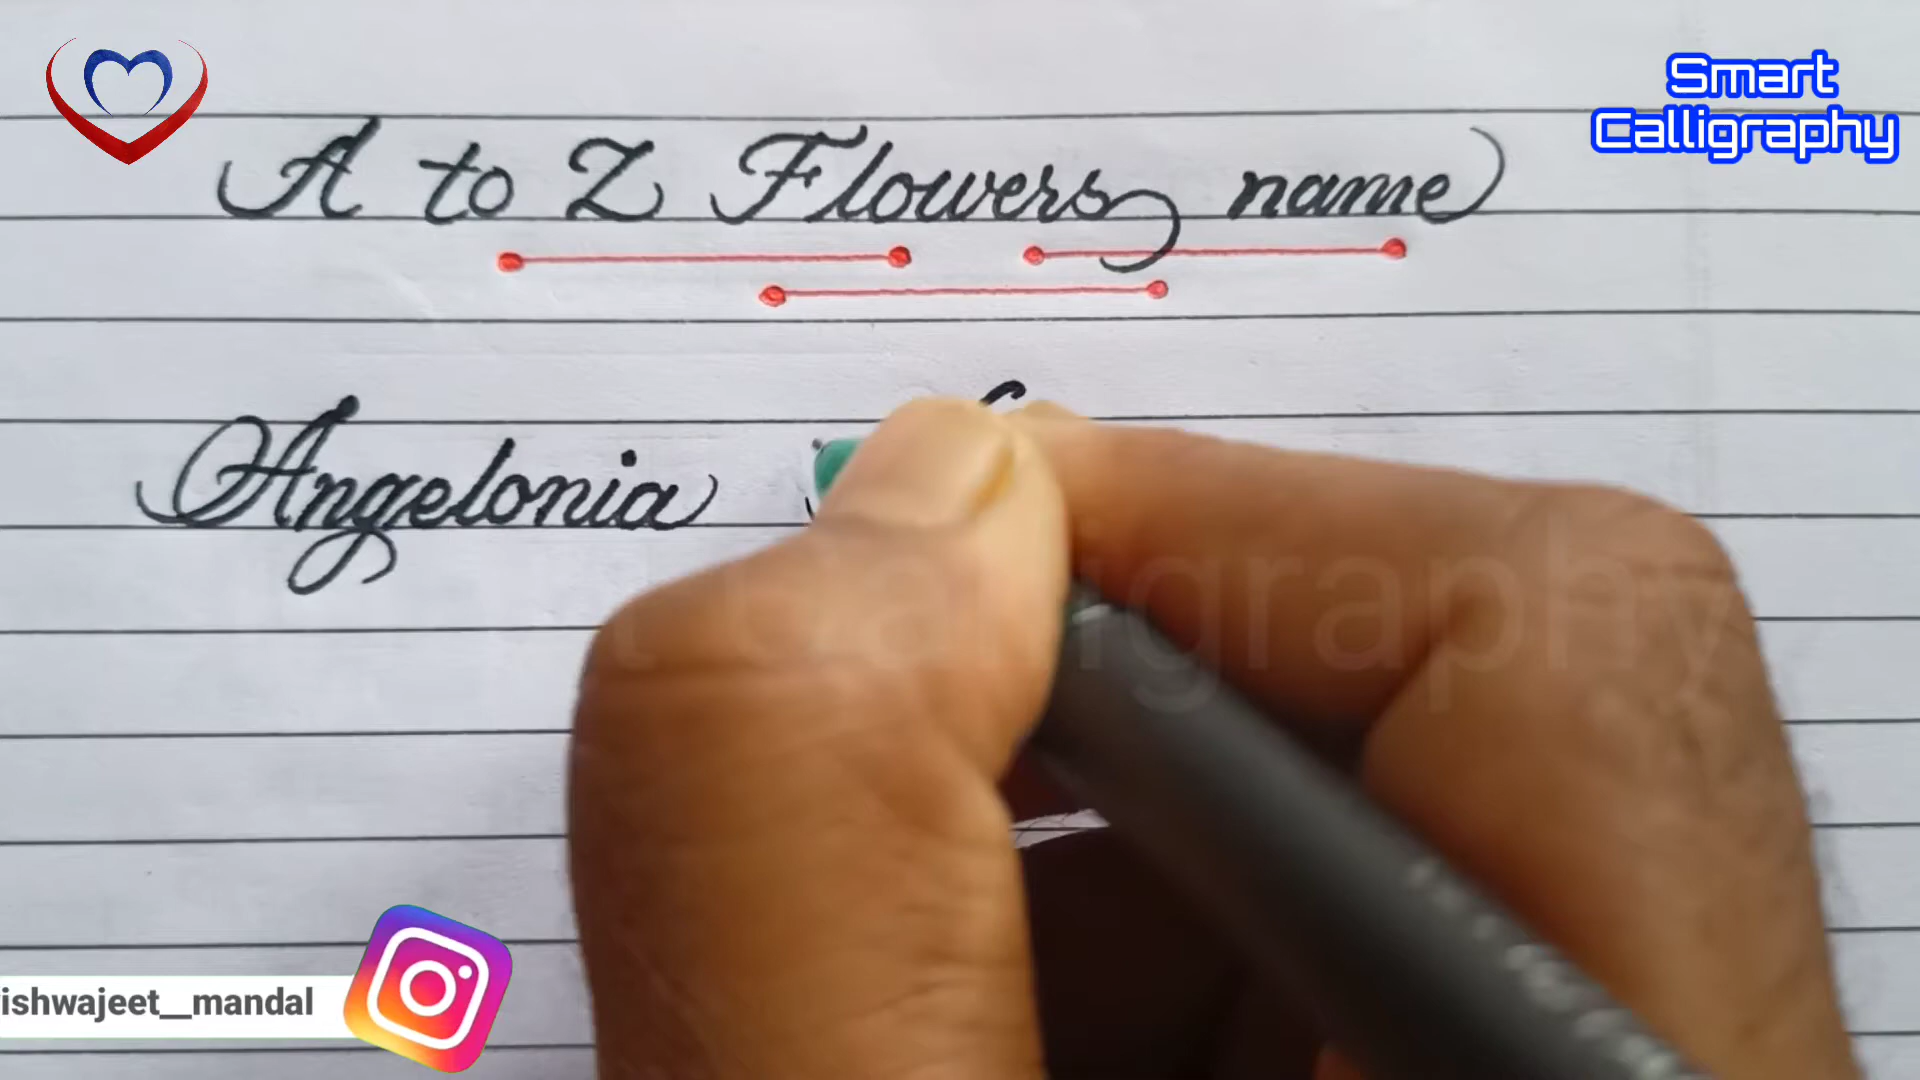 Smart
Calligraphy
A to Z Flowers name
Angelonia
ishwajeet__mandal